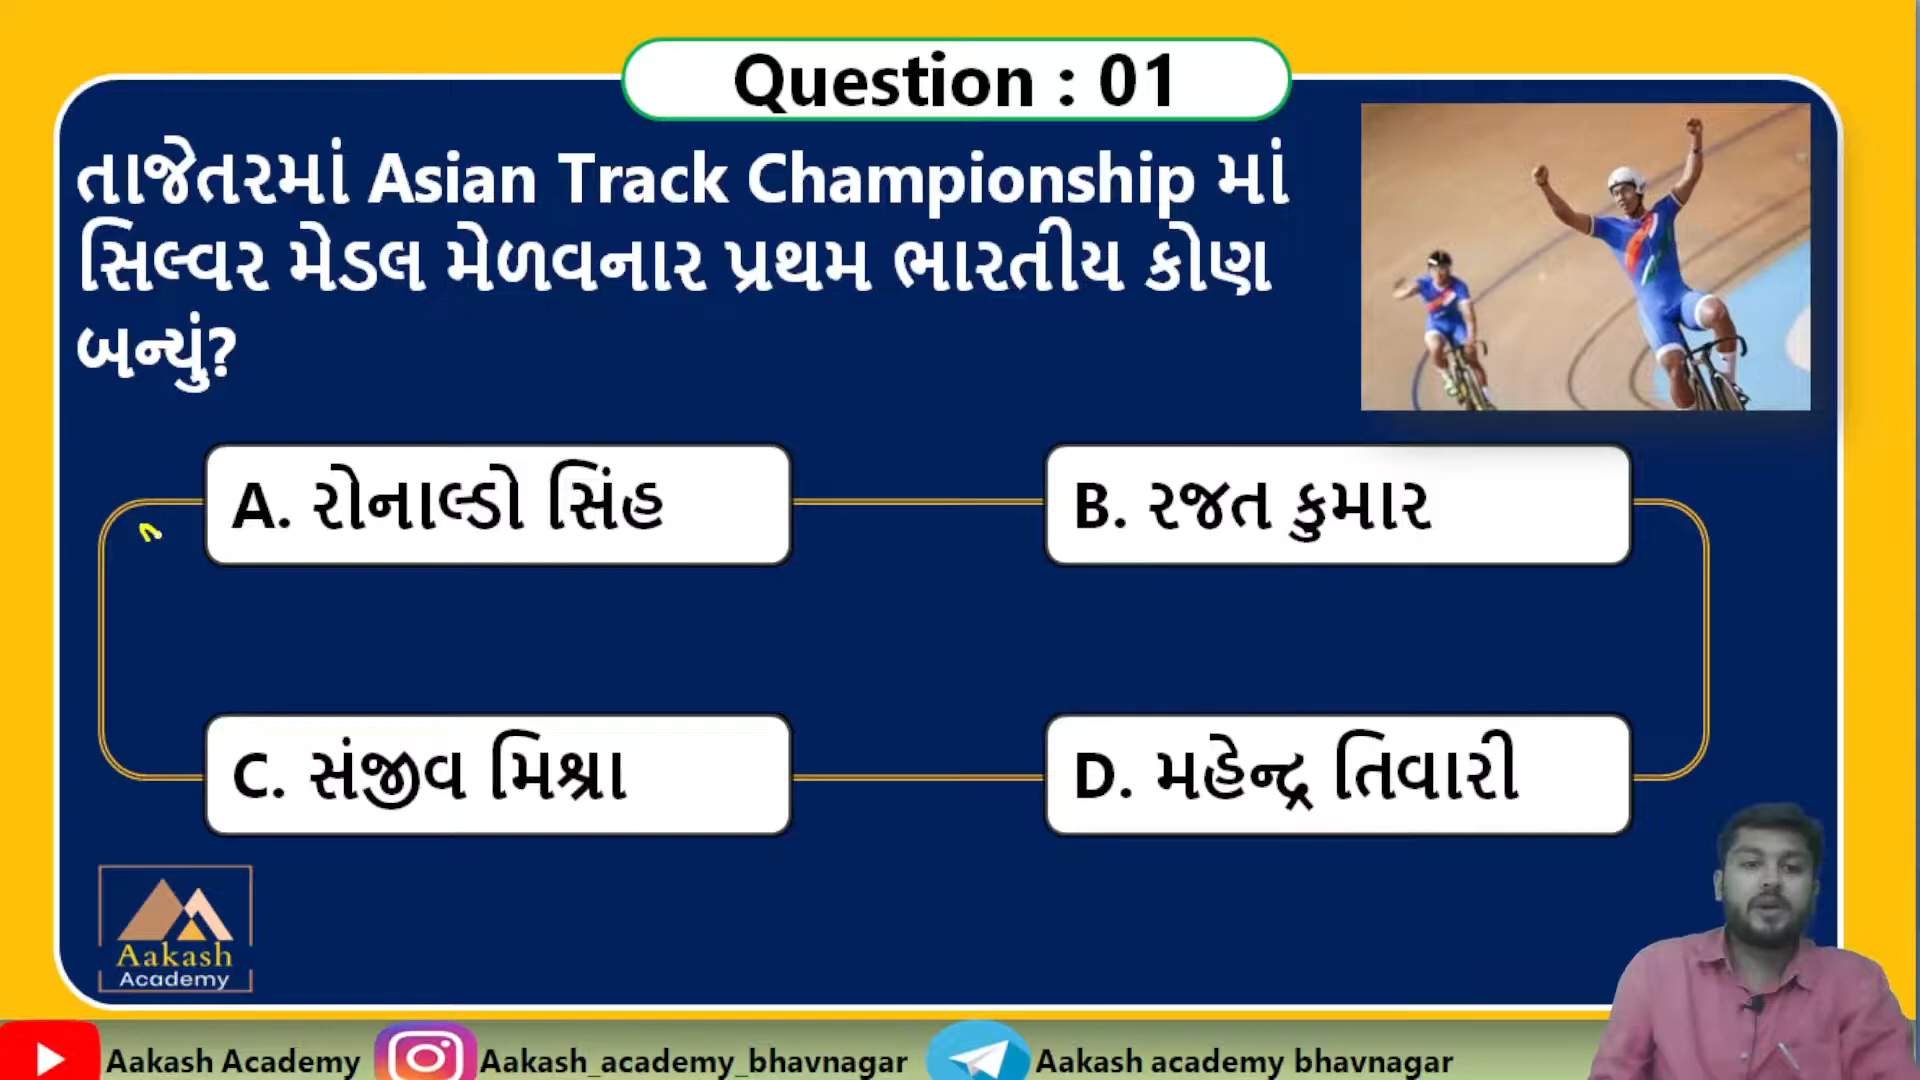 Question : 01
તાજેતરમાં Asian Track Championship માં
સિલ્વર મેડલ મેળવનાર પ્રથમ ભારતીય કોણ
બન્યું?
A. રોનાલ્ડો સિંહ
B. રજત કુમાર
C. સંજીવ મિશ્રા
D. મહેન્દ્ર તિવારી
Aakash
Academy
Aakash Academy
Aakash_academy_bhavnagar
Aakash academy bhavnagar